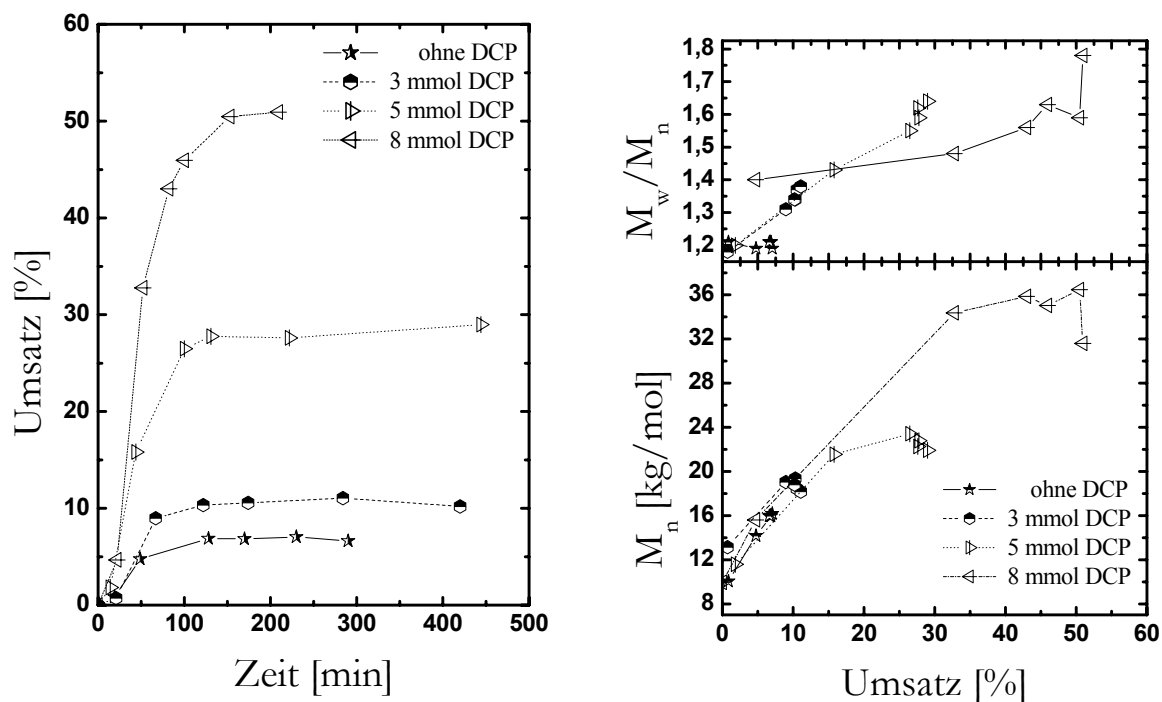 60
50
40
30
20
10
0
Umsatz [%]
ohne DCP
3 mmol DCP
5 mmol DCP
8 mmol DCP
0 100 200 300 400 500
Zeit [min]
1,8
1,7
1,6
1,5
1,4
1,3
1,2
Mw/Mn
36
32
28
24
20
16
12
8
Mn [kg/mol]
ohne DCP
3 mmol DCP
5 mmol DCP
8 mmol DCP
0 10 20 30 40 50 60
Umsatz [%]